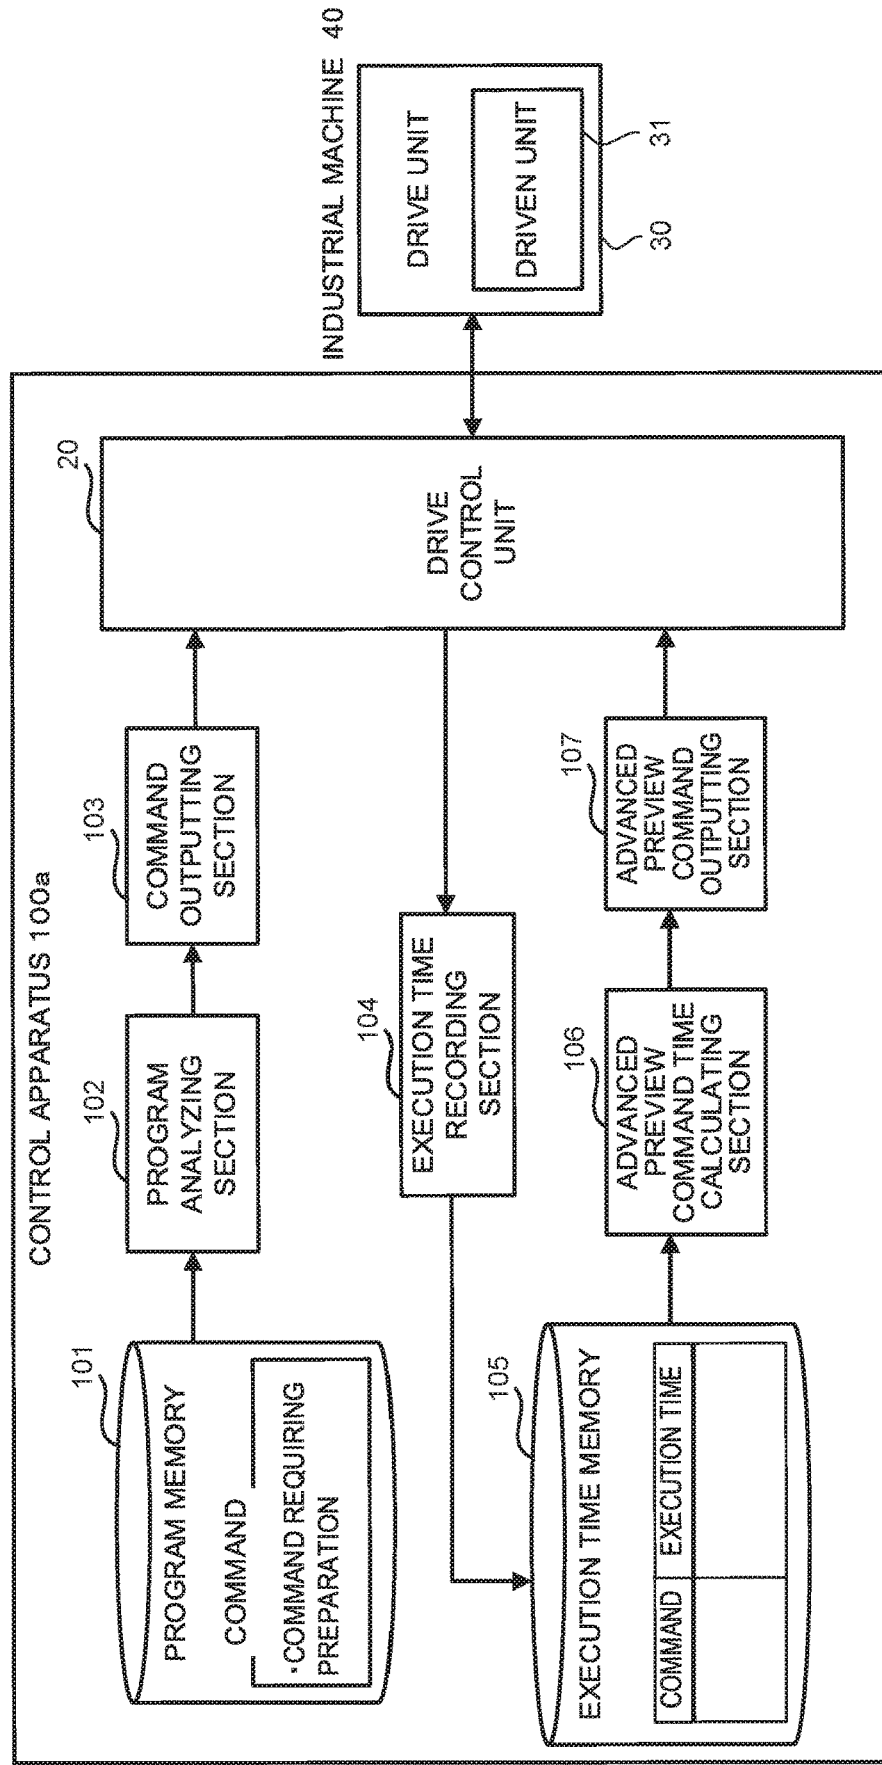 CONTROL APPARATUS 100a
INDUSTRIAL MACHINE 40
101
PROGRAM MEMORY
COMMAND
·COMMAND REQUIRING
PREPARATION
102
PROGRAM
ANALYZING
SECTION
103
COMMAND
OUTPUTTING
SECTION
20
DRIVE
CONTROL
UNIT
DRIVE UNIT
DRIVEN UNIT
30
31
104
EXECUTION TIME
RECORDING
SECTION
105
EXECUTION TIME MEMORY
COMMAND EXECUTION TIME
106
ADVANCED
PREVIEW
COMMAND TIME
CALCULATING
SECTION
107
ADVANCED
PREVIEW
COMMAND
OUTPUTTING
SECTION